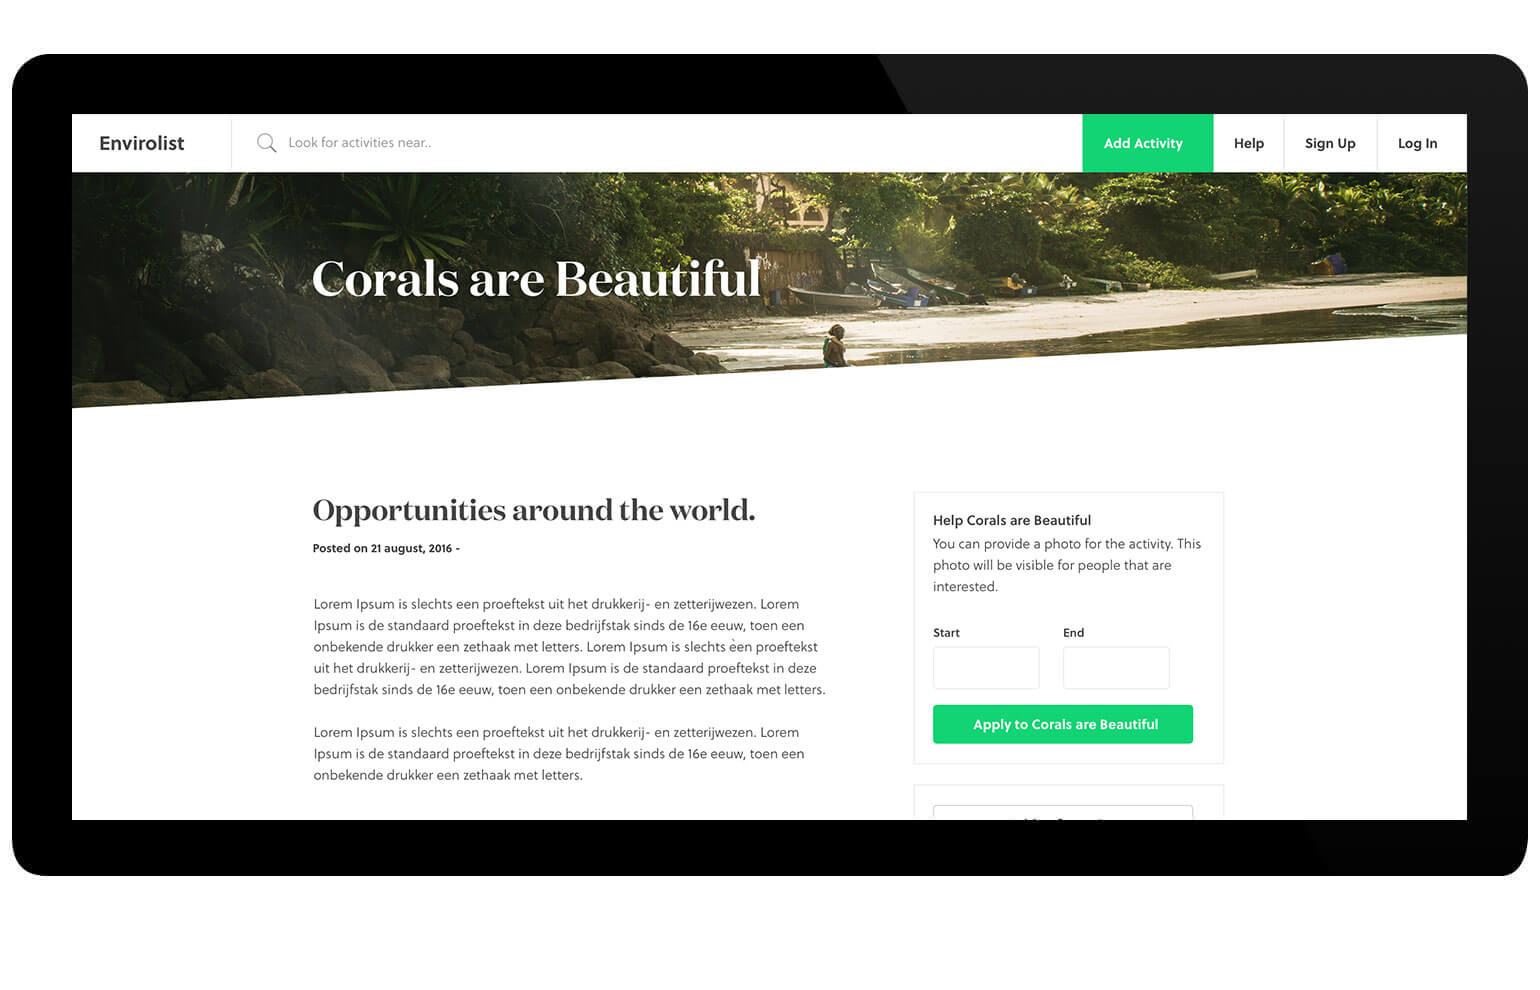 Envirolist
Look for activities near..
Add Activity
Help
Sign Up
Log In
Corals are Beautiful
Opportunities around the world.
Posted on 21 august, 2016 -
Lorem Ipsum is slechts een proeftekst uit het drukkerij- en zetterijwezen. Lorem
Ipsum is de standaard proeftekst in deze bedrijfstak sinds de 16e eeuw, toen een
onbekende drukker een zethaak met letters. Lorem Ipsum is slechts èen proeftekst
uit het drukkerij- en zetterijwezen. Lorem Ipsum is de standaard proeftekst in deze
bedrijfstak sinds de 16e eeuw, toen een onbekende drukker een zethaak met letters.
Lorem Ipsum is slechts een proeftekst uit het drukkerij- en zetterijwezen. Lorem
Ipsum is de standaard proeftekst in deze bedrijfstak sinds de 16e eeuw, toen een
onbekende drukker een zethaak met letters.
Help Corals are Beautiful
You can provide a photo for the activity. This
photo will be visible for people that are
interested.
Start
End
Apply to Corals are Beautiful